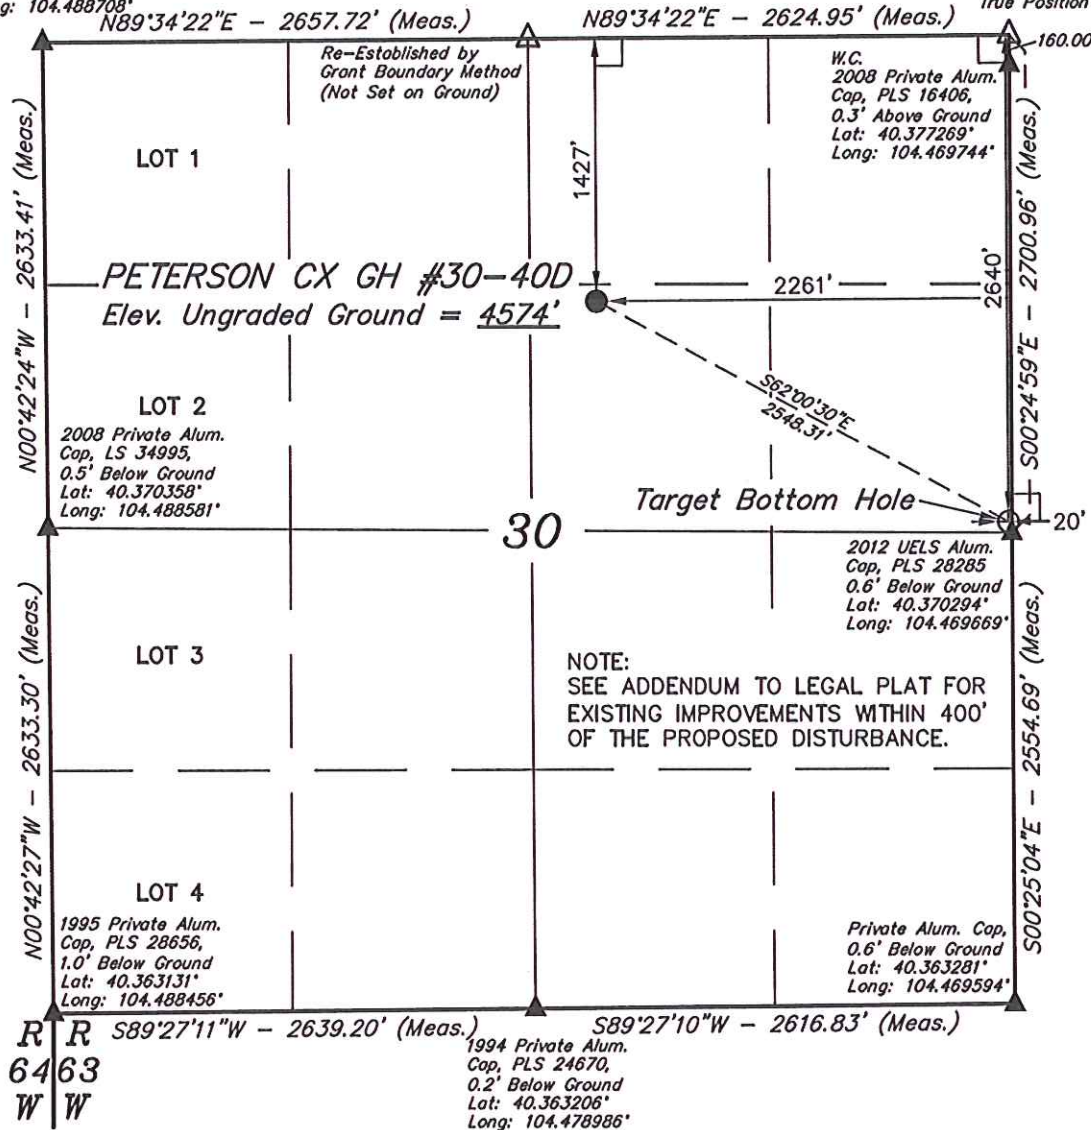 g: 104.488708°
N89°34'22"E - 2657.72' (Meas.)
N89°34'22"E - 2624.95' (Meas.)
True Position
160.00
Re-Established by
Grant Boundary Method
(Not Set on Ground)
W.C.
2008 Private Alum.
Cap, PLS 16406,
0.3' Above Ground
Lat: 40.377269°
Long: 104.469744°
N00°42'24"W - 2633.41' (Meas.)
LOT 1
1427'
S00°24'59"E - 2700.96' (Meas.)
2640'
PETERSON CX GH #30-40D
Elev. Ungraded Ground = 4574'
2261'
S62°00'30"E
2548.31'
LOT 2
2008 Private Alum.
Cap, LS 34995,
0.5' Below Ground
Lat: 40.370358°
Long: 104.488581°
Target Bottom Hole
20'
30
2012 UELS Alum.
Cap, PLS 28285
0.6' Below Ground
Lat: 40.370294°
Long: 104.469669°
N00°42'27"W - 2633.30' (Meas.)
LOT 3
NOTE:
SEE ADDENDUM TO LEGAL PLAT FOR
EXISTING IMPROVEMENTS WITHIN 400'
OF THE PROPOSED DISTURBANCE.
S00°25'04"E - 2554.69' (Meas.)
LOT 4
1995 Private Alum.
Cap, PLS 28656,
1.0' Below Ground
Lat: 40.363131°
Long: 104.488456°
Private Alum. Cap,
0.6' Below Ground
Lat: 40.363281°
Long: 104.469594°
S89°27'11"W - 2639.20' (Meas.)
S89°27'10"W - 2616.83' (Meas.)
R R
64 63
W W
1994 Private Alum.
Cap, PLS 24670,
0.2' Below Ground
Lat: 40.363206°
Long: 104.478986°